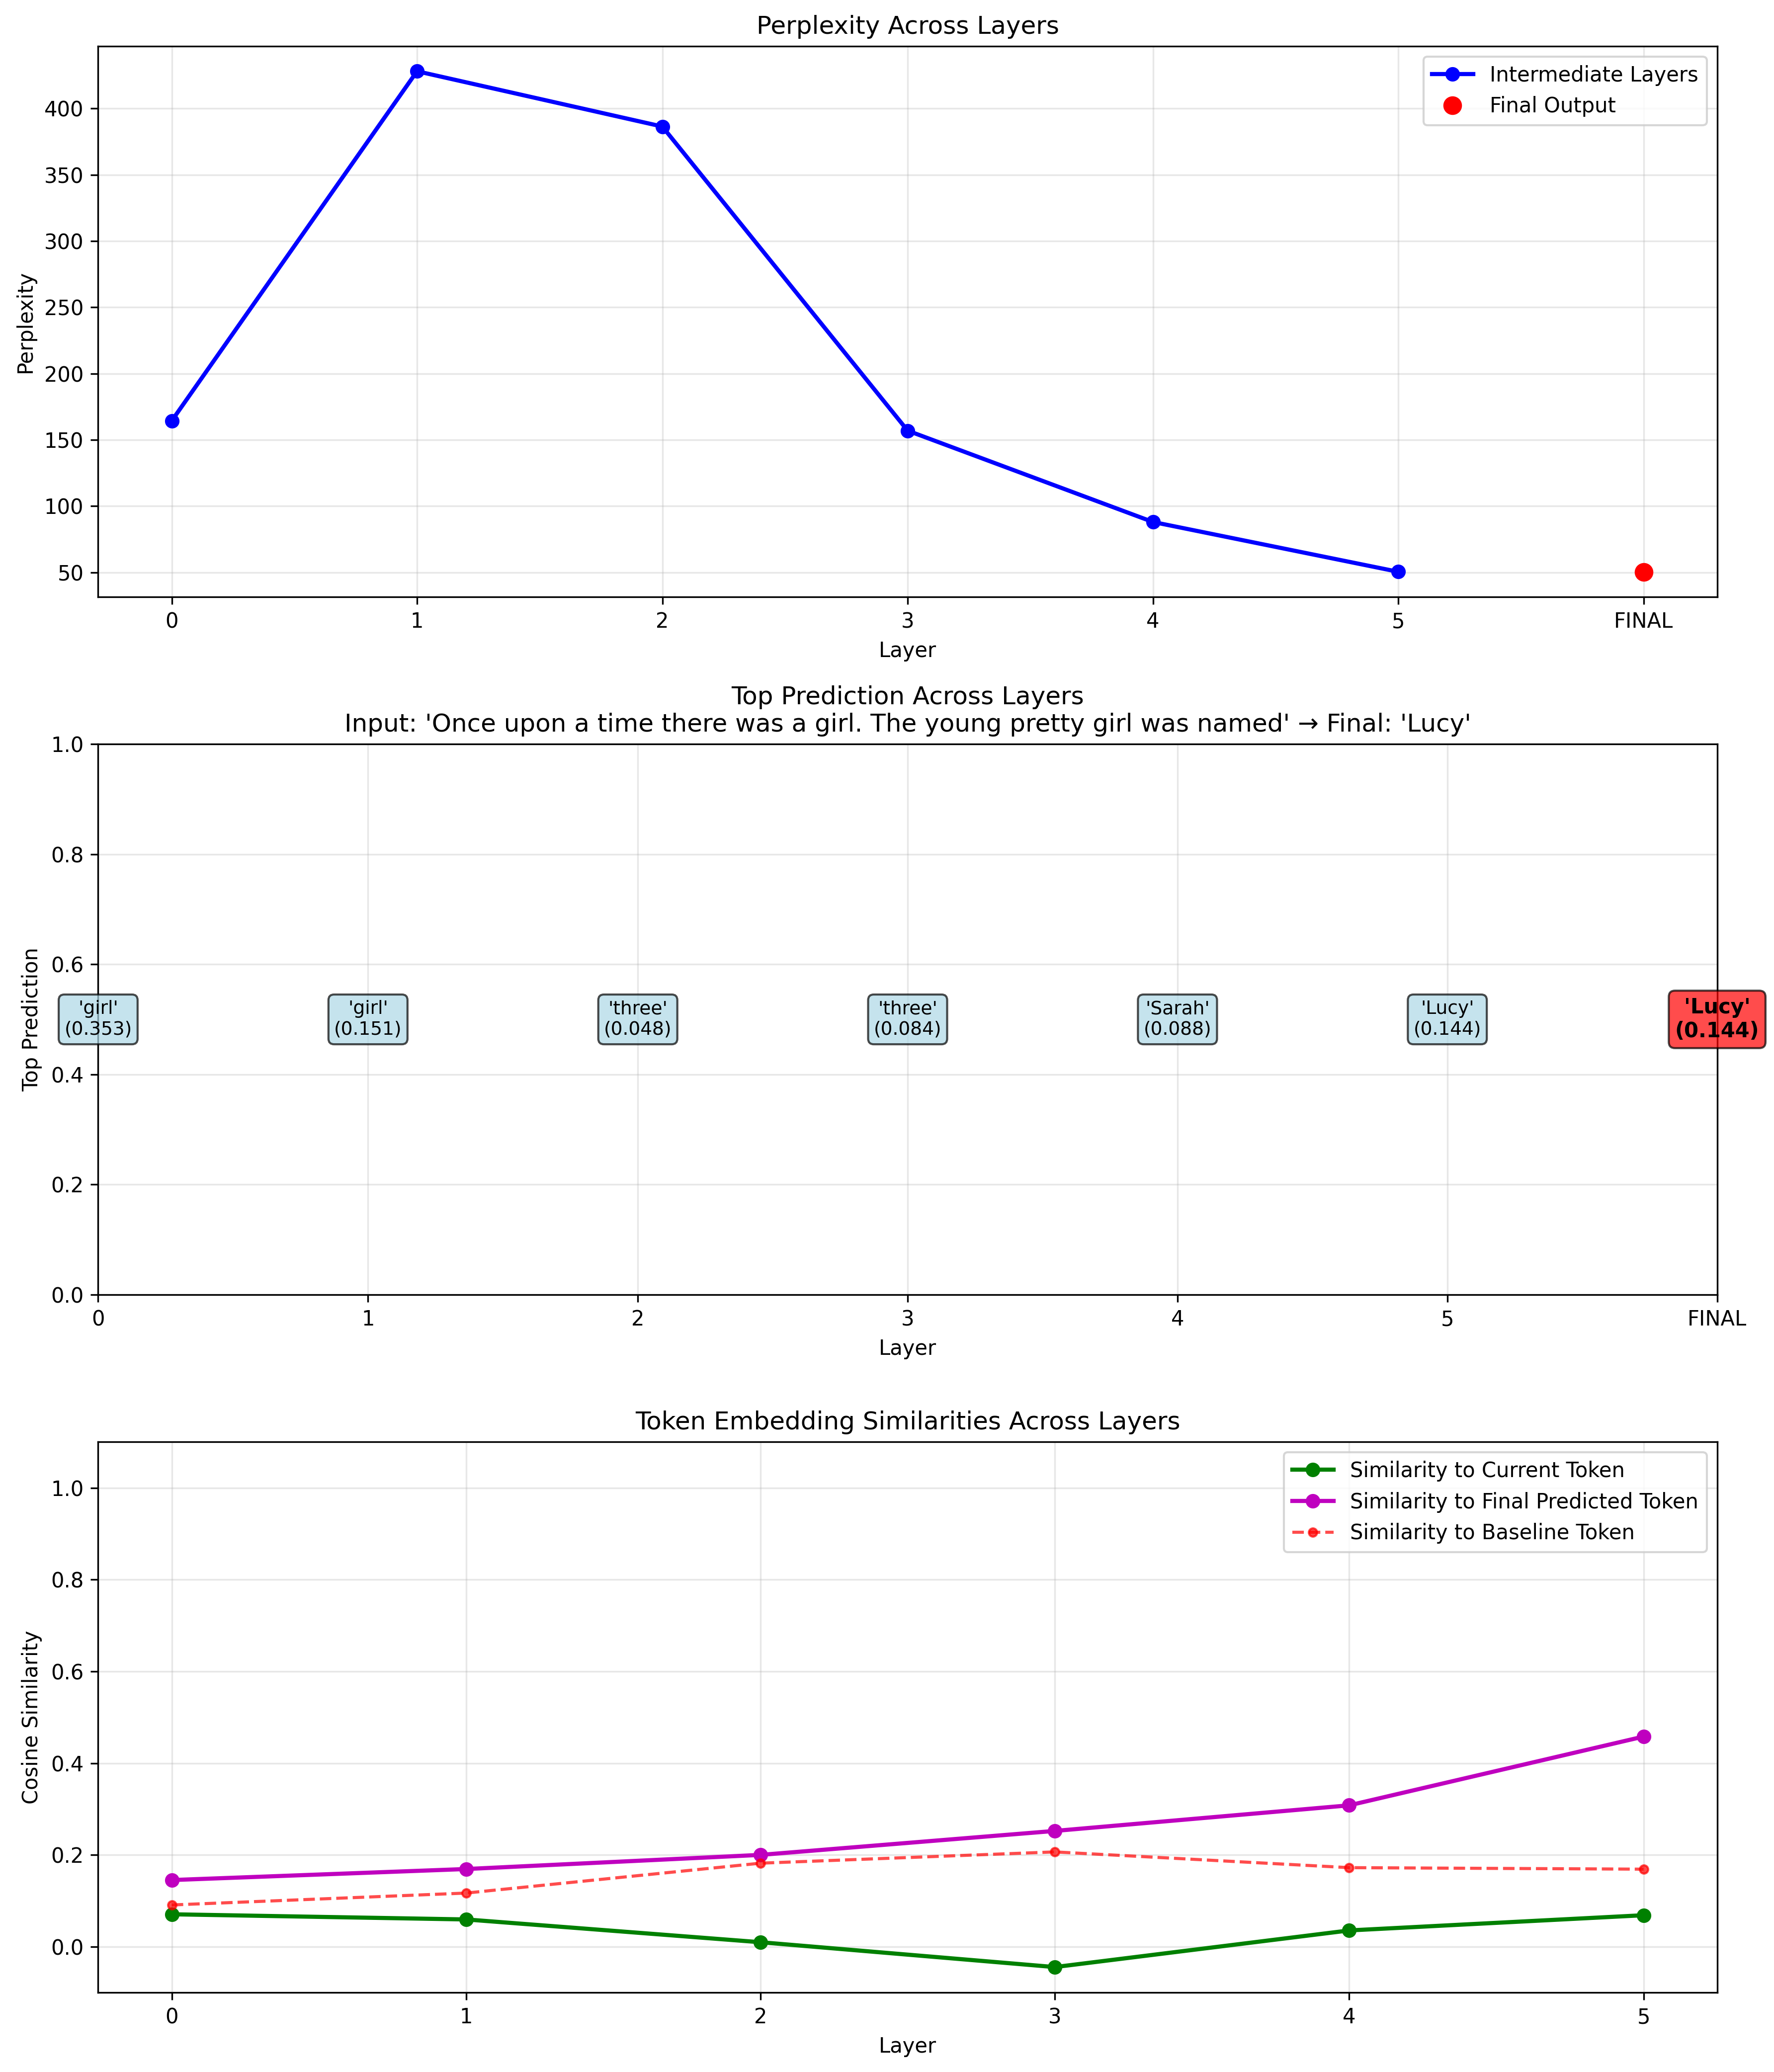 Perplexity Across Layers
Intermediate Layers
Final Output
400
350
300
250
200
150
100
50
Perplexity
0 1 2 3 4 5 FINAL
Layer
Top Prediction Across Layers
Input: 'Once upon a time there was a girl. The young pretty girl was named' → Final: 'Lucy'
1.0
0.8
0.6
0.4
0.2
0.0
Top Prediction
'girl' 'girl' 'three' 'three' 'Sarah' 'Lucy' 'Lucy'
(0.353) (0.151) (0.048) (0.084) (0.088) (0.144) (0.144)
0 1 2 3 4 5 FINAL
Layer
Token Embedding Similarities Across Layers
Similarity to Current Token
Similarity to Final Predicted Token
Similarity to Baseline Token
1.0
0.8
0.6
0.4
0.2
0.0
Cosine Similarity
0 1 2 3 4 5
Layer